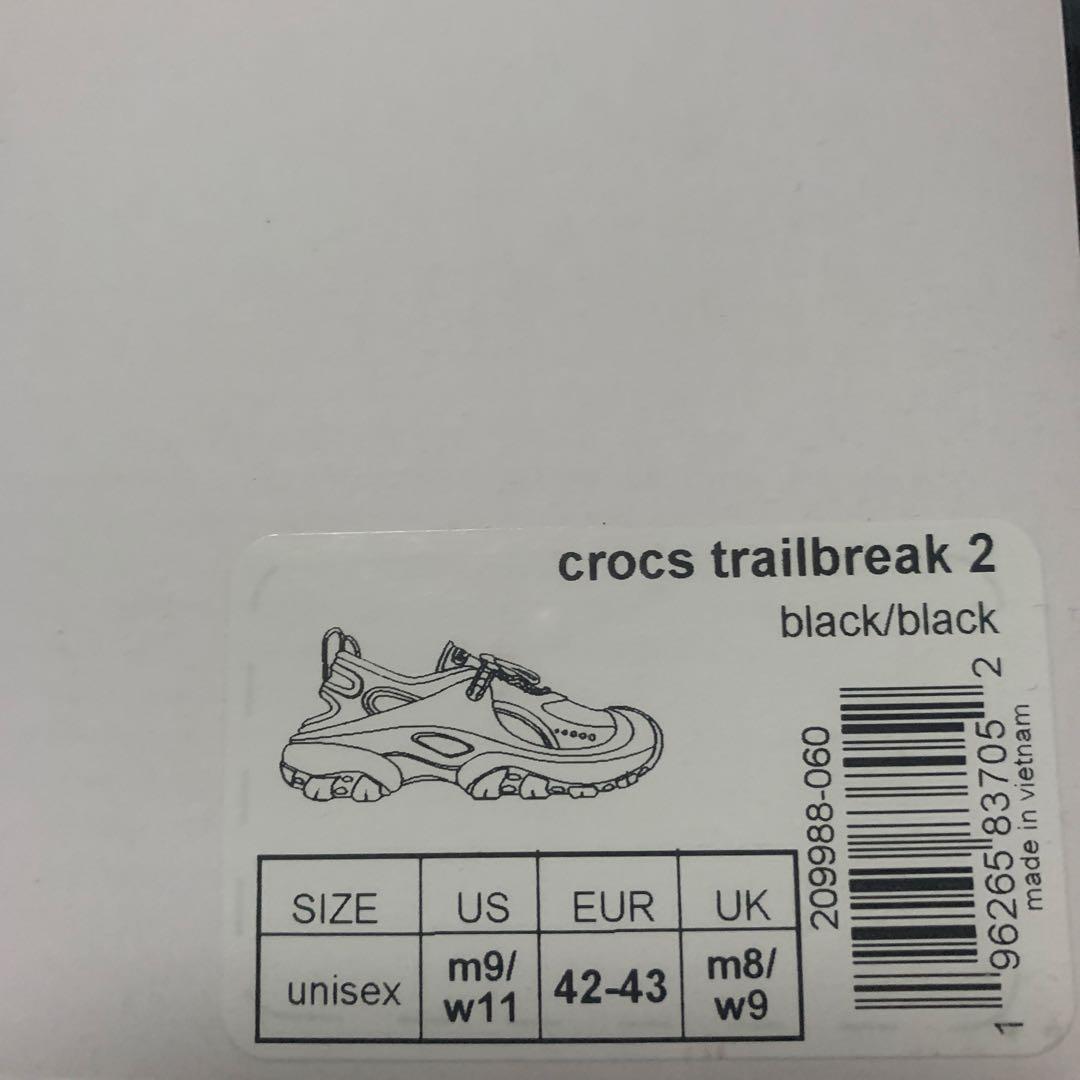 crocs trailbreak 2
black/black
209988-060
1 96265 83705 2
made in vietnam
SIZE US EUR UK
unisex m9/ w11 42-43 m8/ w9